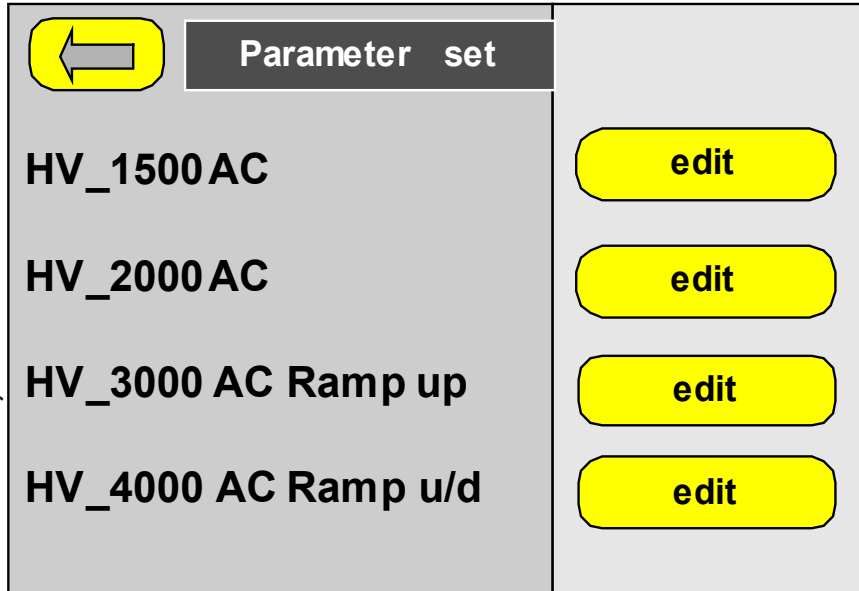 Parameter set
HV_1500 AC edit
HV_2000 AC edit
HV_3000 AC Ramp up edit
HV_4000 AC Ramp u/d edit